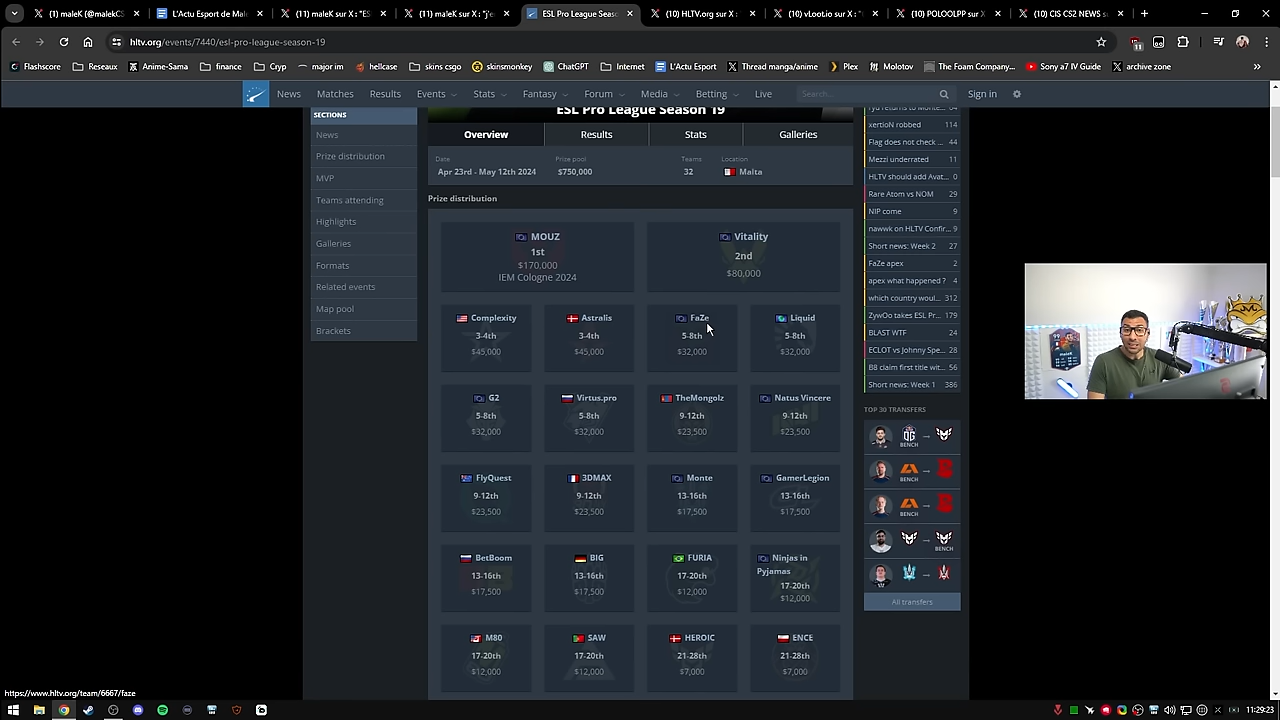 (1) maleK (@malekCS
L'Actu Esport de Male
(11) maleK sur X : "ES
(11) maleK sur X : "j'e
ESL Pro League Seaso
(10) HLTV.org sur X :
(10) vLoot.io sur X : "
(10) POLOOLPP sur X
(10) CIS CS2 NEWS su
hltv.org/events/7440/esl-pro-league-season-19
11
Flashscore
Reseaux
Anime-Sama
finance
Cryp
major im
hellcase
skins csgo
skinsmonkey
ChatGPT
Internet
L'Actu Esport
Thread manga/anime
Plex
Molotov
The Foam Company...
Sony a7 IV Guide
archive zone
News
Matches
Results
Events
Stats
Fantasy
Forum
Media
Betting
Live
Search...
Sign in
SECTIONS
News
Prize distribution
MVP
Teams attending
Highlights
Galleries
Formats
Related events
Map pool
Brackets
ESL Pro League Season 19
Overview
Results
Stats
Galleries
Date
Prize pool
Teams
Location
Apr 23rd - May 12th 2024
$750,000
32
Malta
Prize distribution
MOUZ
1st
$170,000
IEM Cologne 2024
Vitality
2nd
$80,000
Complexity
3-4th
$45,000
Astralis
3-4th
$45,000
FaZe
5-8th
$32,000
Liquid
5-8th
$32,000
G2
5-8th
$32,000
Virtus.pro
5-8th
$32,000
TheMongolz
9-12th
$23,500
Natus Vincere
9-12th
$23,500
FlyQuest
9-12th
$23,500
3DMAX
9-12th
$23,500
Monte
13-16th
$17,500
GamerLegion
13-16th
$17,500
BetBoom
13-16th
$17,500
BIG
13-16th
$17,500
FURIA
17-20th
$12,000
Ninjas in
Pyjamas
17-20th
$12,000
M80
17-20th
$12,000
SAW
17-20th
$12,000
HEROIC
21-28th
$7,000
ENCE
21-28th
$7,000
xertioN robbed 114
Flag does not check ... 44
Mezzi underrated 11
HLTV should add Avat... 0
Rare Atom vs NOM 29
NIP come 9
nawwk on HLTV Confir... 9
Short news: Week 2 27
FaZe apex 2
apex what happened ? 4
which country woul... 312
ZywOo takes ESL Pr... 179
BLAST WTF 24
ECLOT vs Johnny Spe... 28
B8 claim first title wit... 56
Short news: Week 1 386
TOP 30 TRANSFERS
BENCH
BENCH
BENCH
BENCH
All transfers
https://www.hltv.org/team/6667/faze
11:29:23